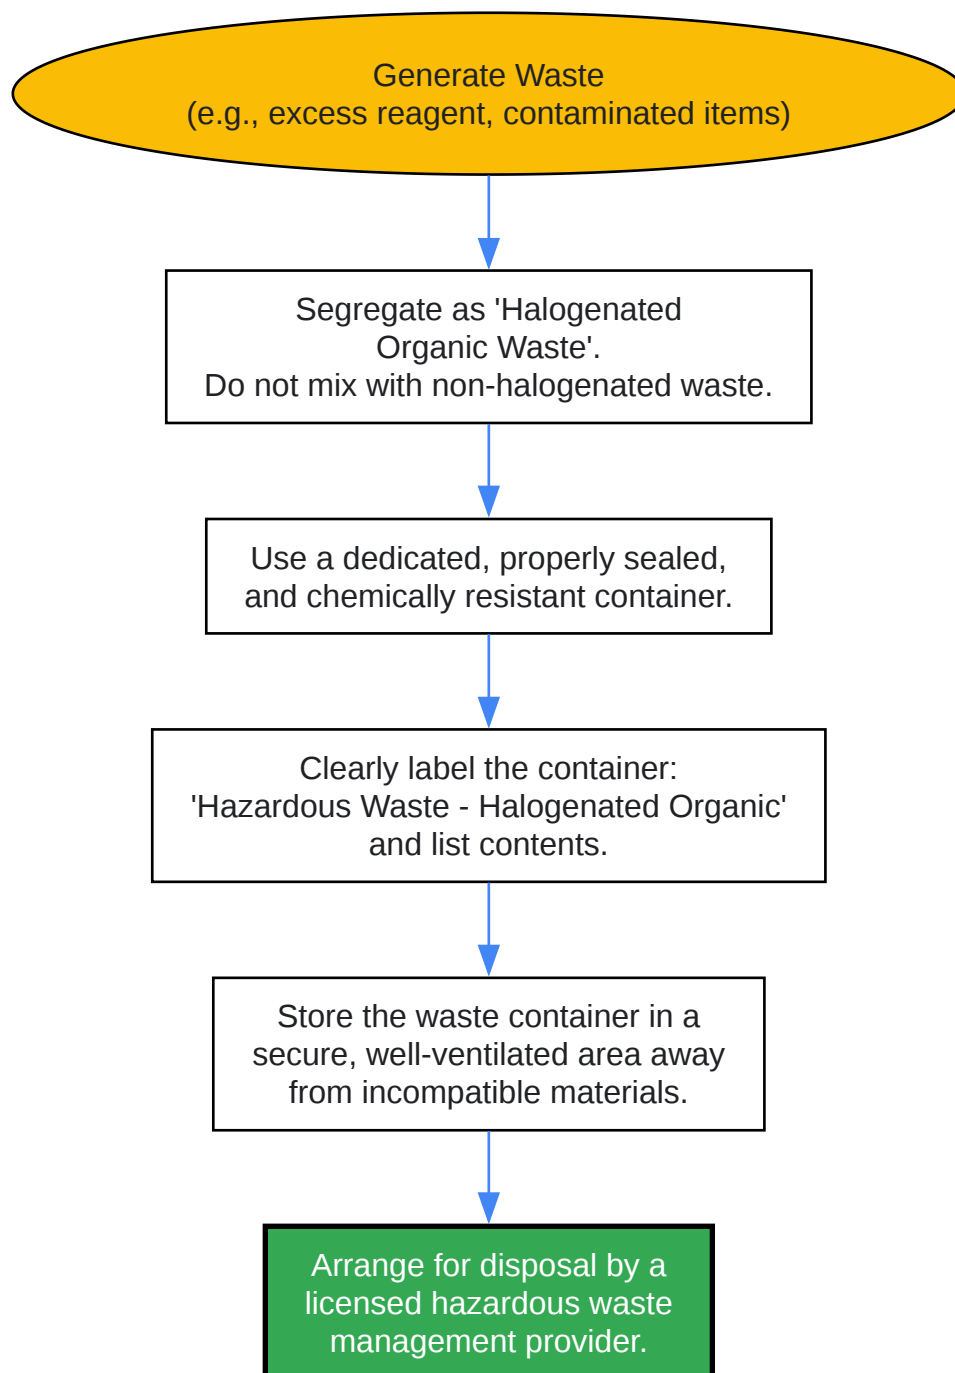 Generate Waste
(e.g., excess reagent, contaminated items)
Segregate as 'Halogenated
Organic Waste'.
Do not mix with non-halogenated waste.
Use a dedicated, properly sealed,
and chemically resistant container.
Clearly label the container:
'Hazardous Waste - Halogenated Organic'
and list contents.
Store the waste container in a
secure, well-ventilated area away
from incompatible materials.
Arrange for disposal by a
licensed hazardous waste
management provider.